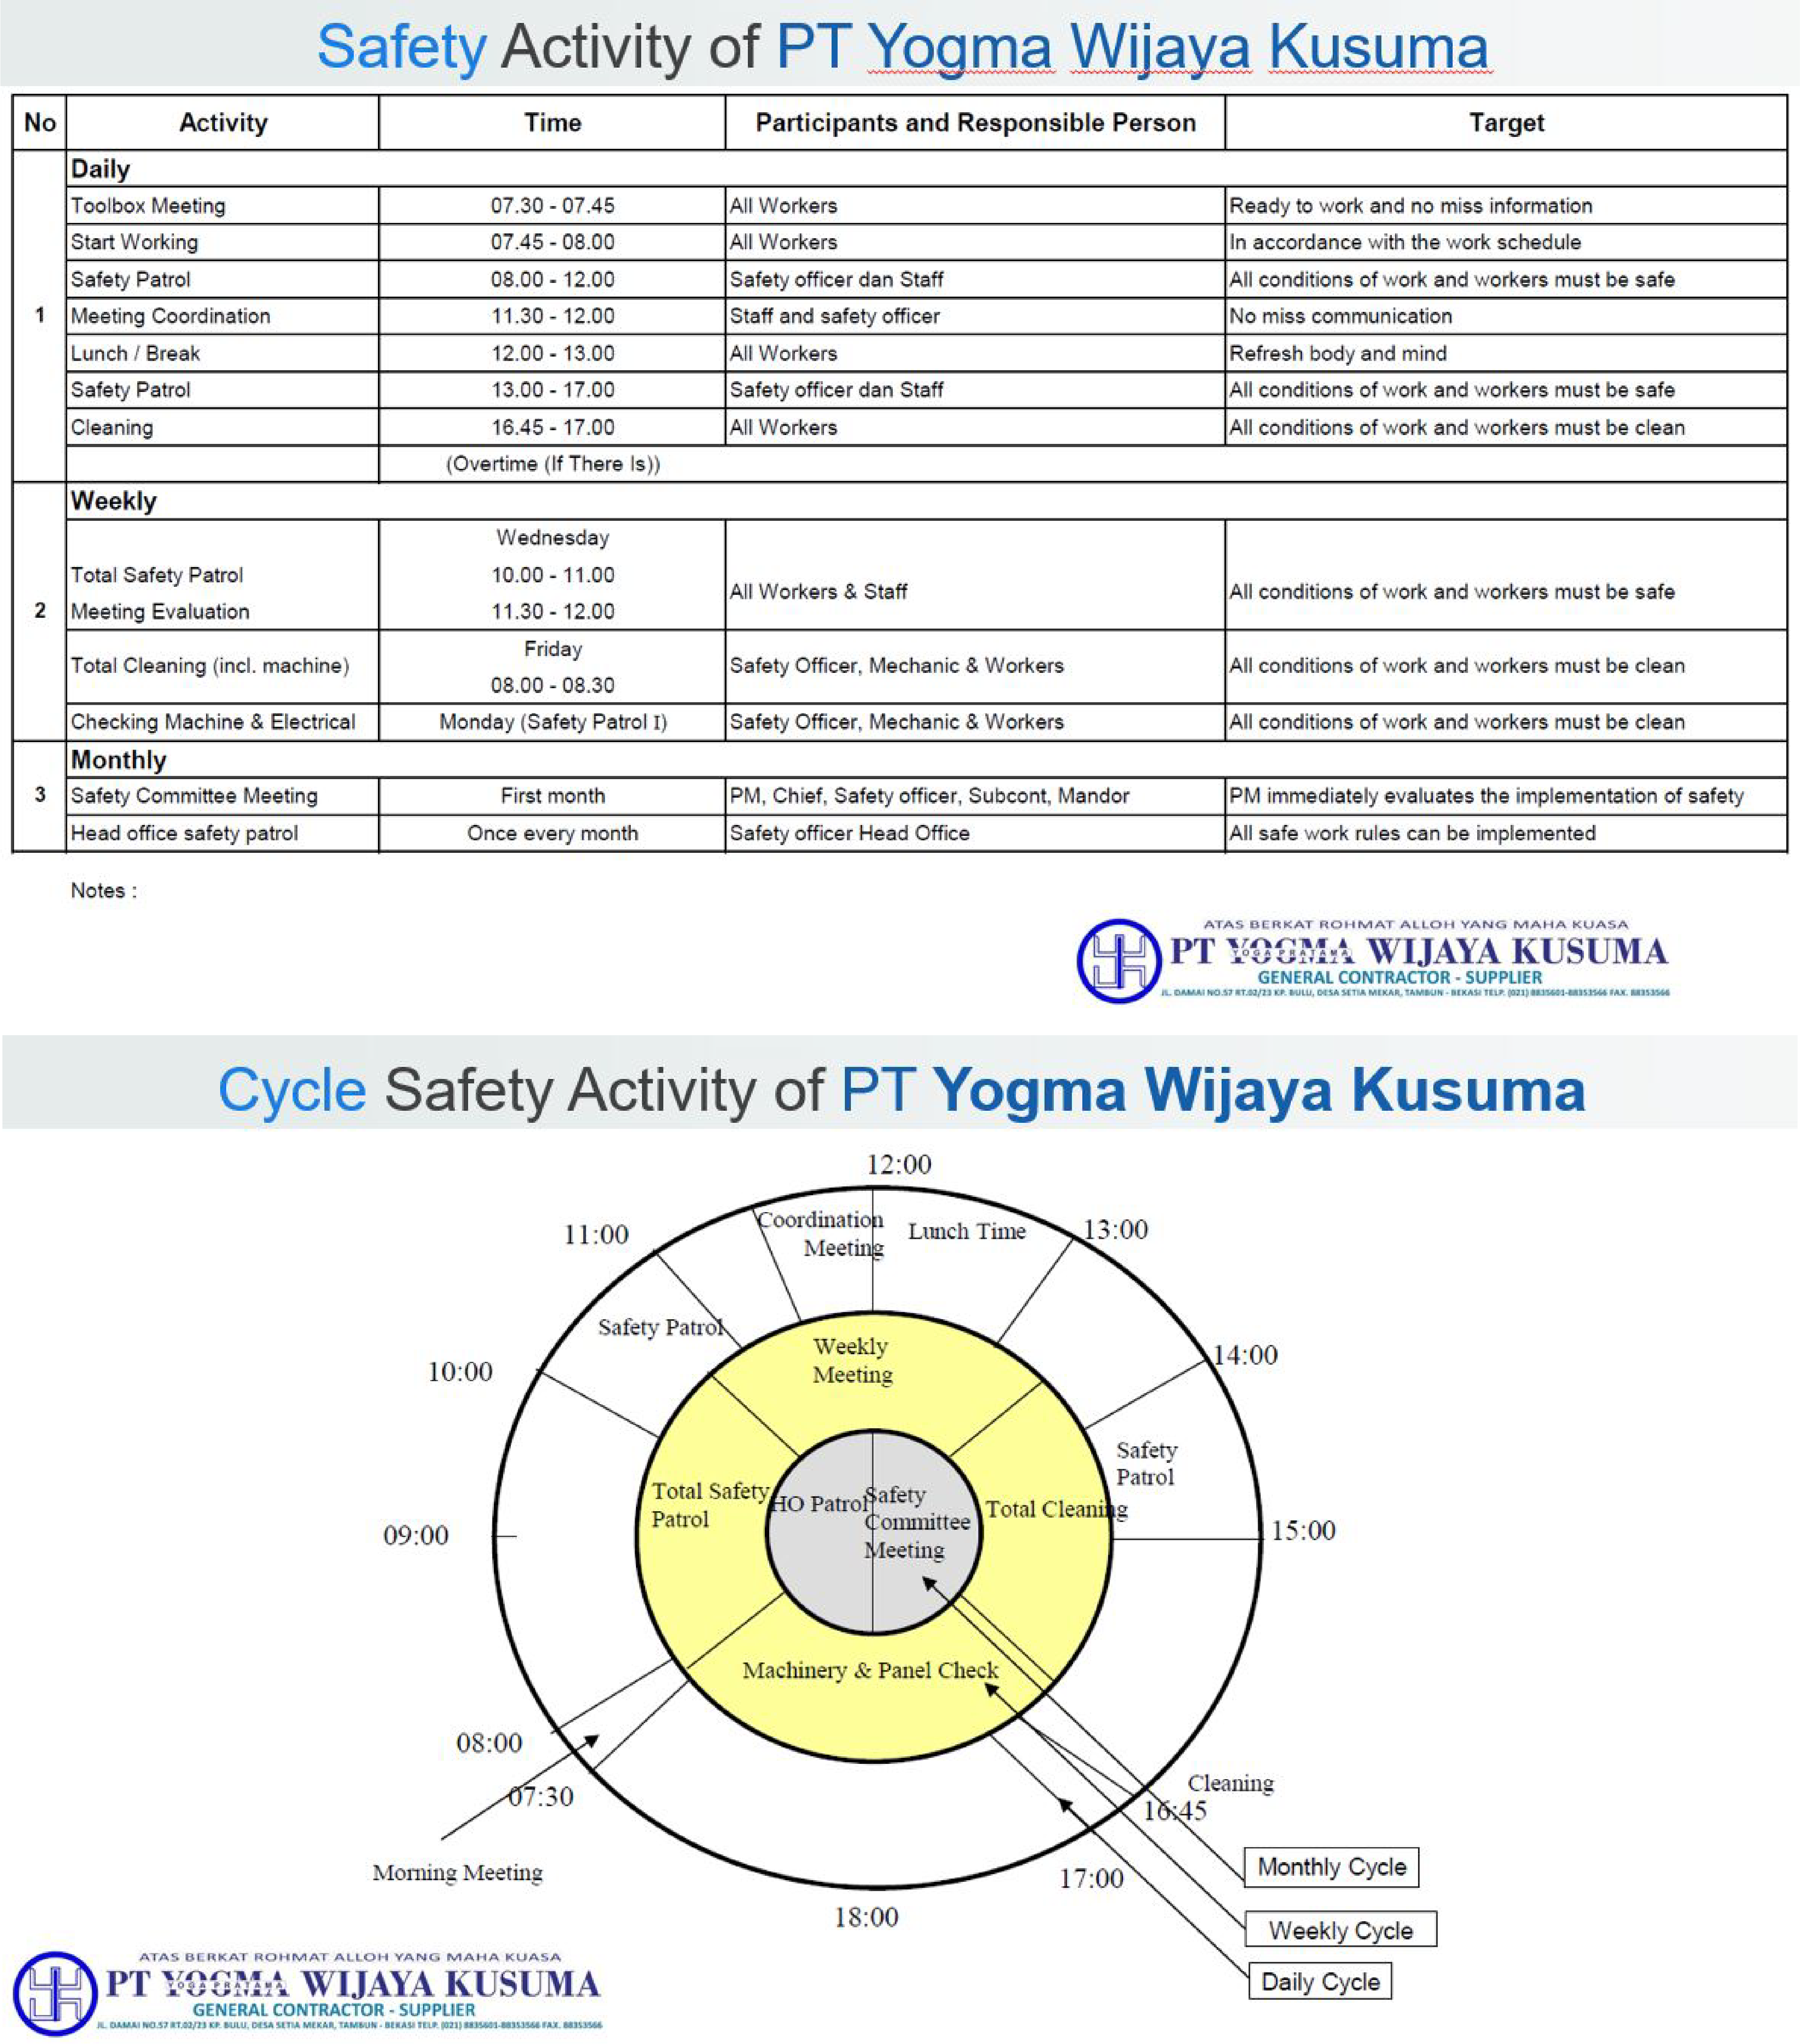 Safety Activity of PT Yogma Wijaya Kusuma
No Activity Time Participants and Responsible Person Target
1 Daily
Toolbox Meeting 07.30 - 07.45 All Workers Ready to work and no miss information
Start Working 07.45 - 08.00 All Workers In accordance with the work schedule
Safety Patrol 08.00 - 12.00 Safety officer dan Staff All conditions of work and workers must be safe
Meeting Coordination 11.30 - 12.00 Staff and safety officer No miss communication
Lunch / Break 12.00 - 13.00 All Workers Refresh body and mind
Safety Patrol 13.00 - 17.00 Safety officer dan Staff All conditions of work and workers must be safe
Cleaning 16.45 - 17.00 All Workers All conditions of work and workers must be clean
(Overtime (If There Is))
2 Weekly
Wednesday
Total Safety Patrol 10.00 - 11.00
All Workers & Staff All conditions of work and workers must be safe
Meeting Evaluation 11.30 - 12.00
Friday
Total Cleaning (incl. machine) Safety Officer, Mechanic & Workers All conditions of work and workers must be clean
08.00 - 08.30
Checking Machine & Electrical Monday (Safety Patrol I) Safety Officer, Mechanic & Workers All conditions of work and workers must be clean
3 Monthly
Safety Committee Meeting First month PM, Chief, Safety officer, Subcont, Mandor PM immediately evaluates the implementation of safety
Head office safety patrol Once every month Safety officer Head Office All safe work rules can be implemented
Notes :
ATAS BERKAT ROHMAT ALLOH YANG MAHA KUASA
PT YOGMA WIJAYA KUSUMA
YOGA PRATAMA
GENERAL CONTRACTOR - SUPPLIER
JL. DAMAI NO.57 RT.02/23 KP. BULU, DESA SETIA MEKAR, TAMBUN - BEKASI TELP. (021) 8835601-88353566 FAX. 88353566
Cycle Safety Activity of PT Yogma Wijaya Kusuma
12:00
11:00
Coordination
Meeting
Lunch Time
13:00
Safety Patrol
Weekly
Meeting
10:00
14:00
Safety
Patrol
Total Safety
Patrol
HO Patrol
Safety
Committee
Meeting
Total Cleaning
09:00
15:00
Machinery & Panel Check
08:00
07:30
Cleaning
16:45
Morning Meeting
17:00
18:00
Monthly Cycle
Weekly Cycle
Daily Cycle
ATAS BERKAT ROHMAT ALLOH YANG MAHA KUASA
PT YOGMA WIJAYA KUSUMA
YOGA PRATAMA
GENERAL CONTRACTOR - SUPPLIER
JL. DAMAI NO.57 RT.02/23 KP. BULU, DESA SETIA MEKAR, TAMBUN - BEKASI TELP. (021) 8835601-88353566 FAX. 88353566